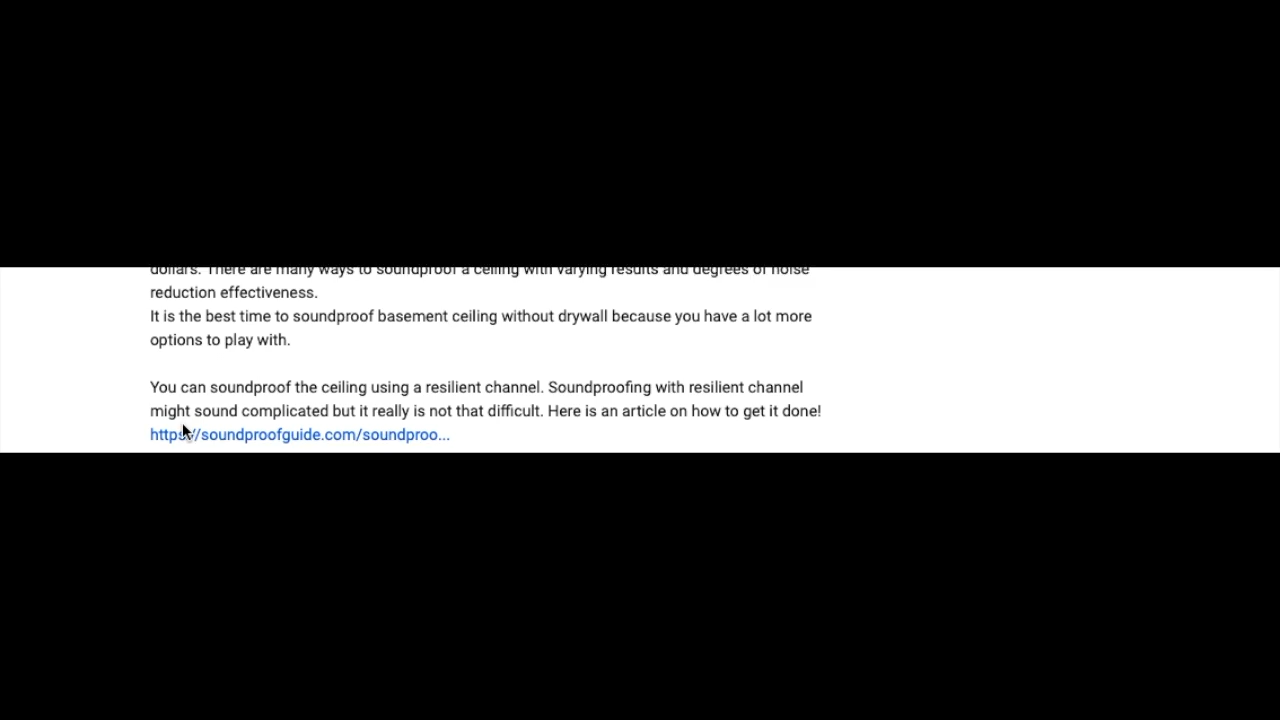 dollars. There are many ways to soundproof a ceiling with varying results and degrees of noise
reduction effectiveness.
It is the best time to soundproof basement ceiling without drywall because you have a lot more
options to play with.
You can soundproof the ceiling using a resilient channel. Soundproofing with resilient channel
might sound complicated but it really is not that difficult. Here is an article on how to get it done!
https://soundproofguide.com/soundproo...